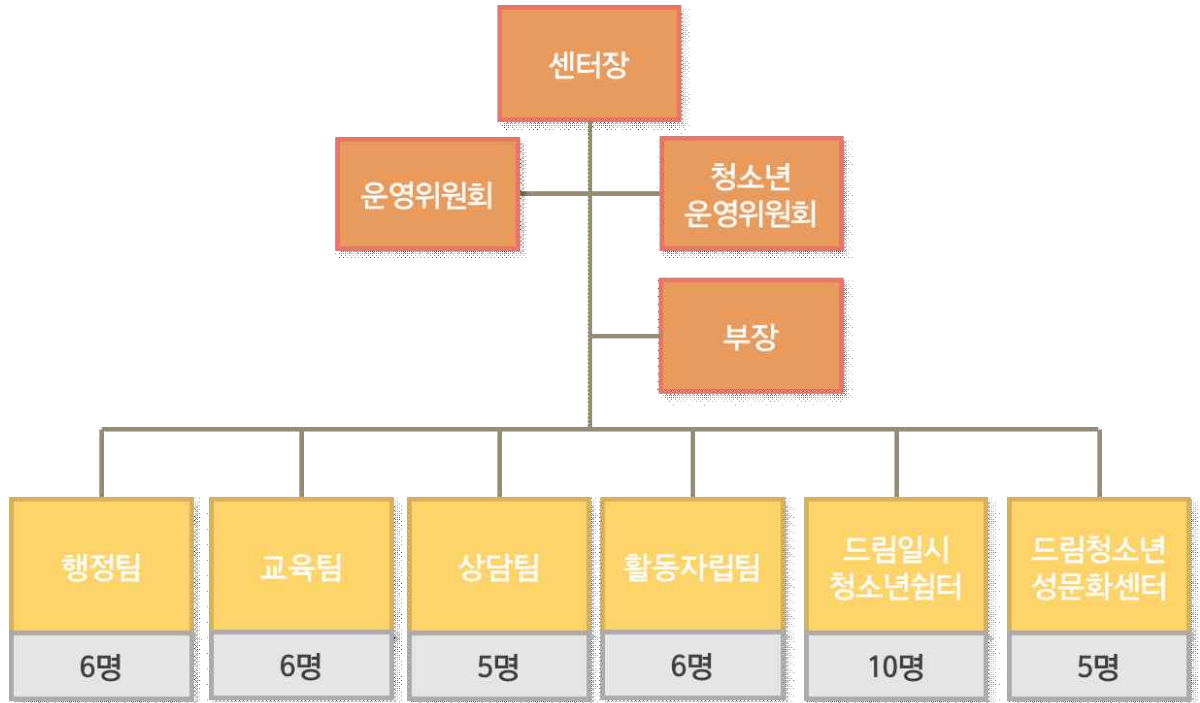 센터장
운영위원회
청소년
운영위원회
부장
행정팀
교육팀
상담팀
활동자립팀
드림일시
청소년쉼터
드림청소년
성문화센터
6명
6명
5명
6명
10명
5명